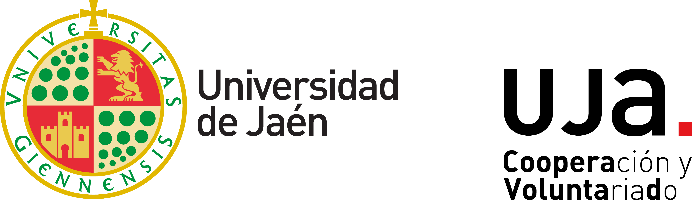 VNIVERSITAS
GIENNENSIS
Universidad
de Jaén
uja.
Cooperación y
Voluntariado